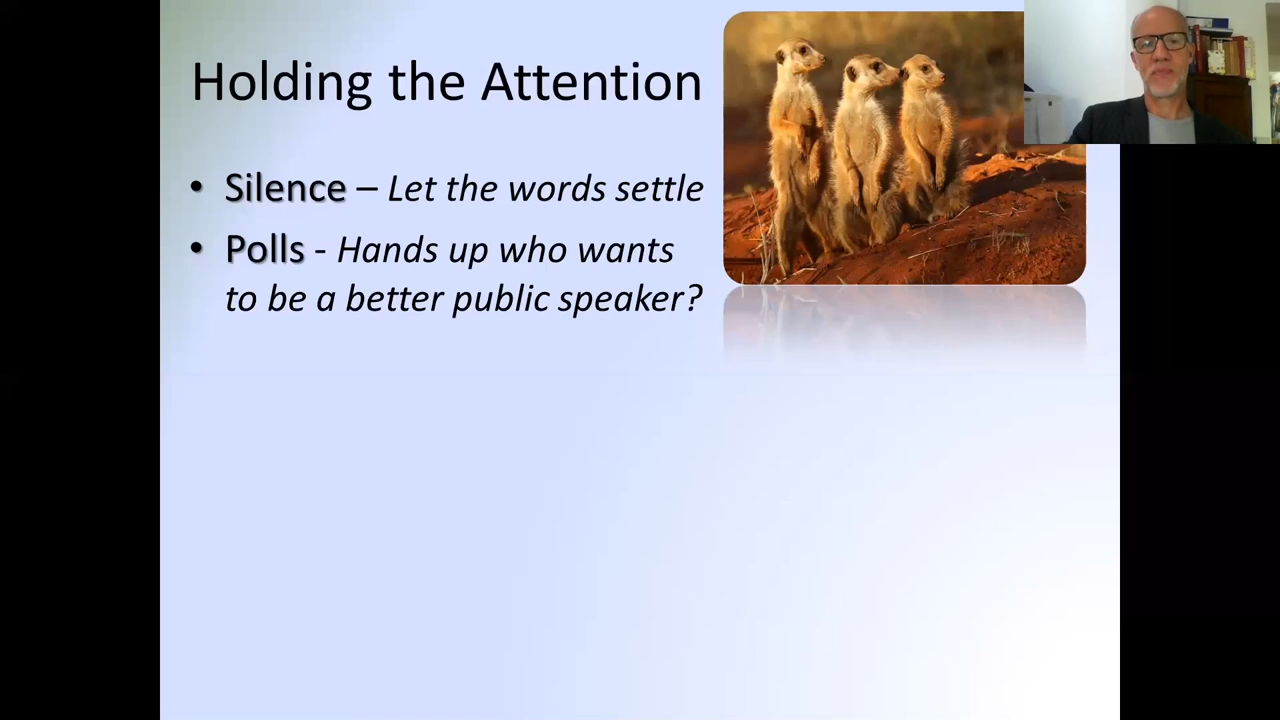 Holding the Attention
• Silence – Let the words settle
• Polls - Hands up who wants
to be a better public speaker?